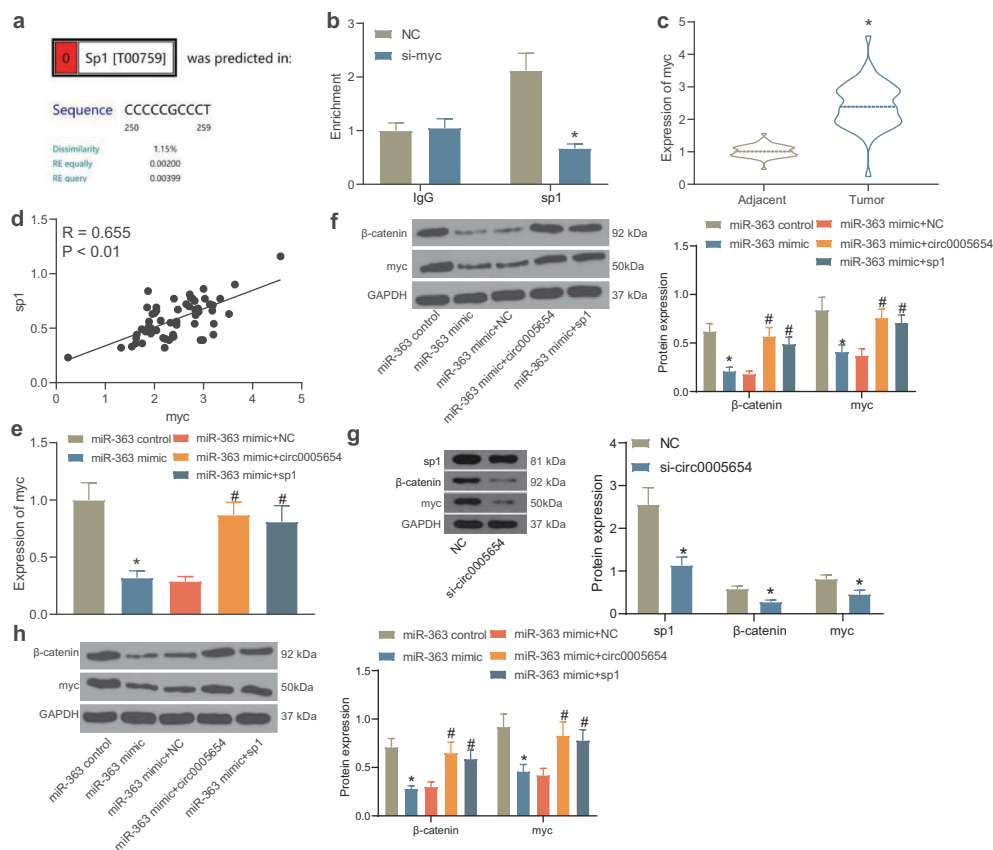 a
0 Sp1 [T00759] was predicted in:
Sequence CCCCCGCCCT
250 259
Dissimilarity 1.15%
RE equally 0.00200
RE query 0.00399
b
NC
si-myc
Enrichment
3
2
1
0
*
IgG sp1
c
Expression of myc
5
4
3
2
1
0
*
Adjacent Tumor
d
R = 0.655
P < 0.01
sp1
1.5
1.0
0.5
0.0
0 1 2 3 4 5
myc
f
β-catenin 92 kDa
myc 50kDa
GAPDH 37 kDa
miR-363 control
miR-363 mimic
miR-363 mimic+NC
miR-363 mimic+circ0005654
miR-363 mimic+sp1
miR-363 control miR-363 mimic+NC
miR-363 mimic miR-363 mimic+circ0005654
miR-363 mimic+sp1
Protein expression
1.5
1.0
0.5
0.0
* # # * # #
β-catenin myc
e
miR-363 control miR-363 mimic+NC
miR-363 mimic miR-363 mimic+circ0005654
miR-363 mimic+sp1
Expression of myc
1.5
1.0
0.5
0.0
* # #
g
sp1 81 kDa
β-catenin 92 kDa
myc 50kDa
GAPDH 37 kDa
NC
si-circ0005654
NC
si-circ0005654
Protein expression
4
3
2
1
0
* * *
sp1 β-catenin myc
h
β-catenin 92 kDa
myc 50kDa
GAPDH 37 kDa
miR-363 control
miR-363 mimic
miR-363 mimic+NC
miR-363 mimic+circ0005654
miR-363 mimic+sp1
miR-363 control miR-363 mimic+NC
miR-363 mimic miR-363 mimic+circ0005654
miR-363 mimic+sp1
Protein expression
1.5
1.0
0.5
0.0
* # # * # #
β-catenin myc